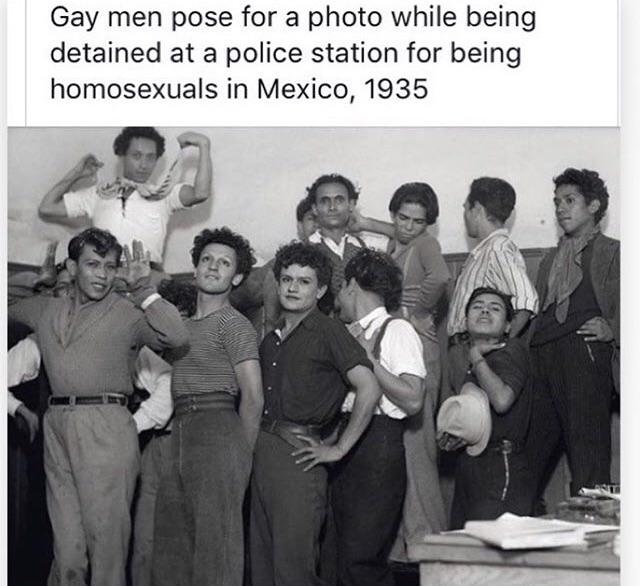 Gay men pose for a photo while being
detained at a police station for being
homosexuals in Mexico, 1935